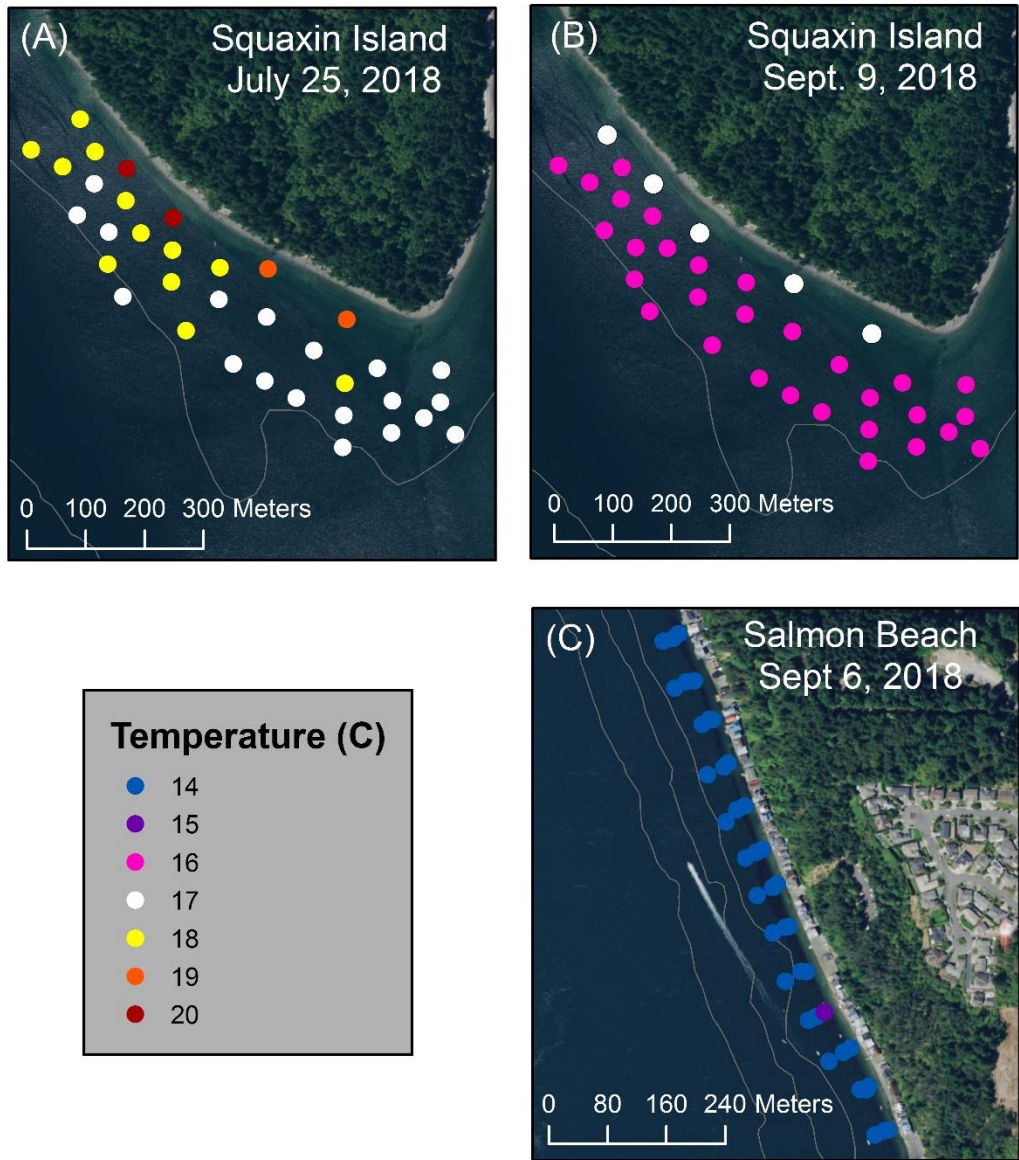 (A)
Squaxin Island
July 25, 2018
0 100 200 300 Meters
(B)
Squaxin Island
Sept. 9, 2018
0 100 200 300 Meters
Temperature (C)
14
15
16
17
18
19
20
(C)
Salmon Beach
Sept 6, 2018
0 80 160 240 Meters